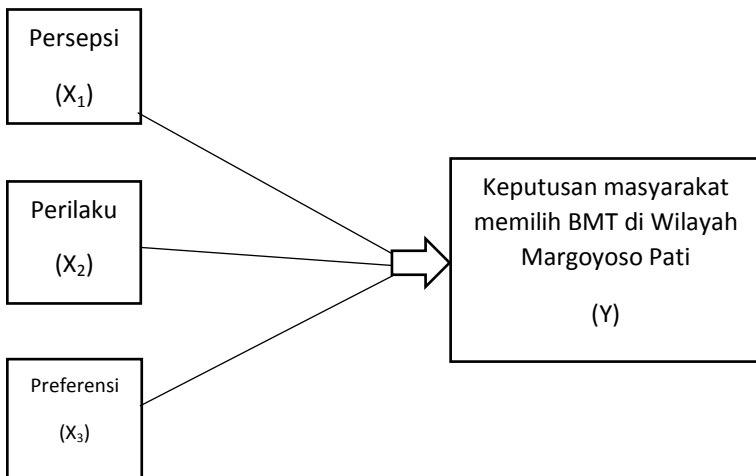 Persepsi
(X₁)
Perilaku
(X₂)
Preferensi
(X₃)
Keputusan masyarakat
memilih BMT di Wilayah
Margoyoso Pati
(Y)